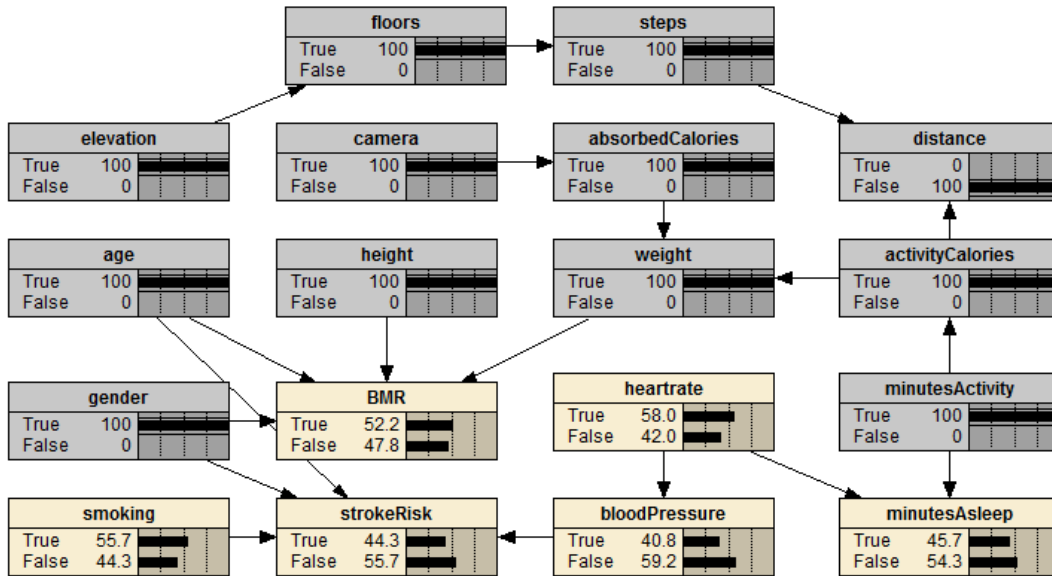 floors
True 100
False 0
steps
True 100
False 0
elevation
True 100
False 0
camera
True 100
False 0
absorbedCalories
True 100
False 0
distance
True 0
False 100
age
True 100
False 0
height
True 100
False 0
weight
True 100
False 0
activityCalories
True 100
False 0
gender
True 100
False 0
BMR
True 52.2
False 47.8
heartrate
True 58.0
False 42.0
minutesActivity
True 100
False 0
smoking
True 55.7
False 44.3
strokeRisk
True 44.3
False 55.7
bloodPressure
True 40.8
False 59.2
minutesAsleep
True 45.7
False 54.3